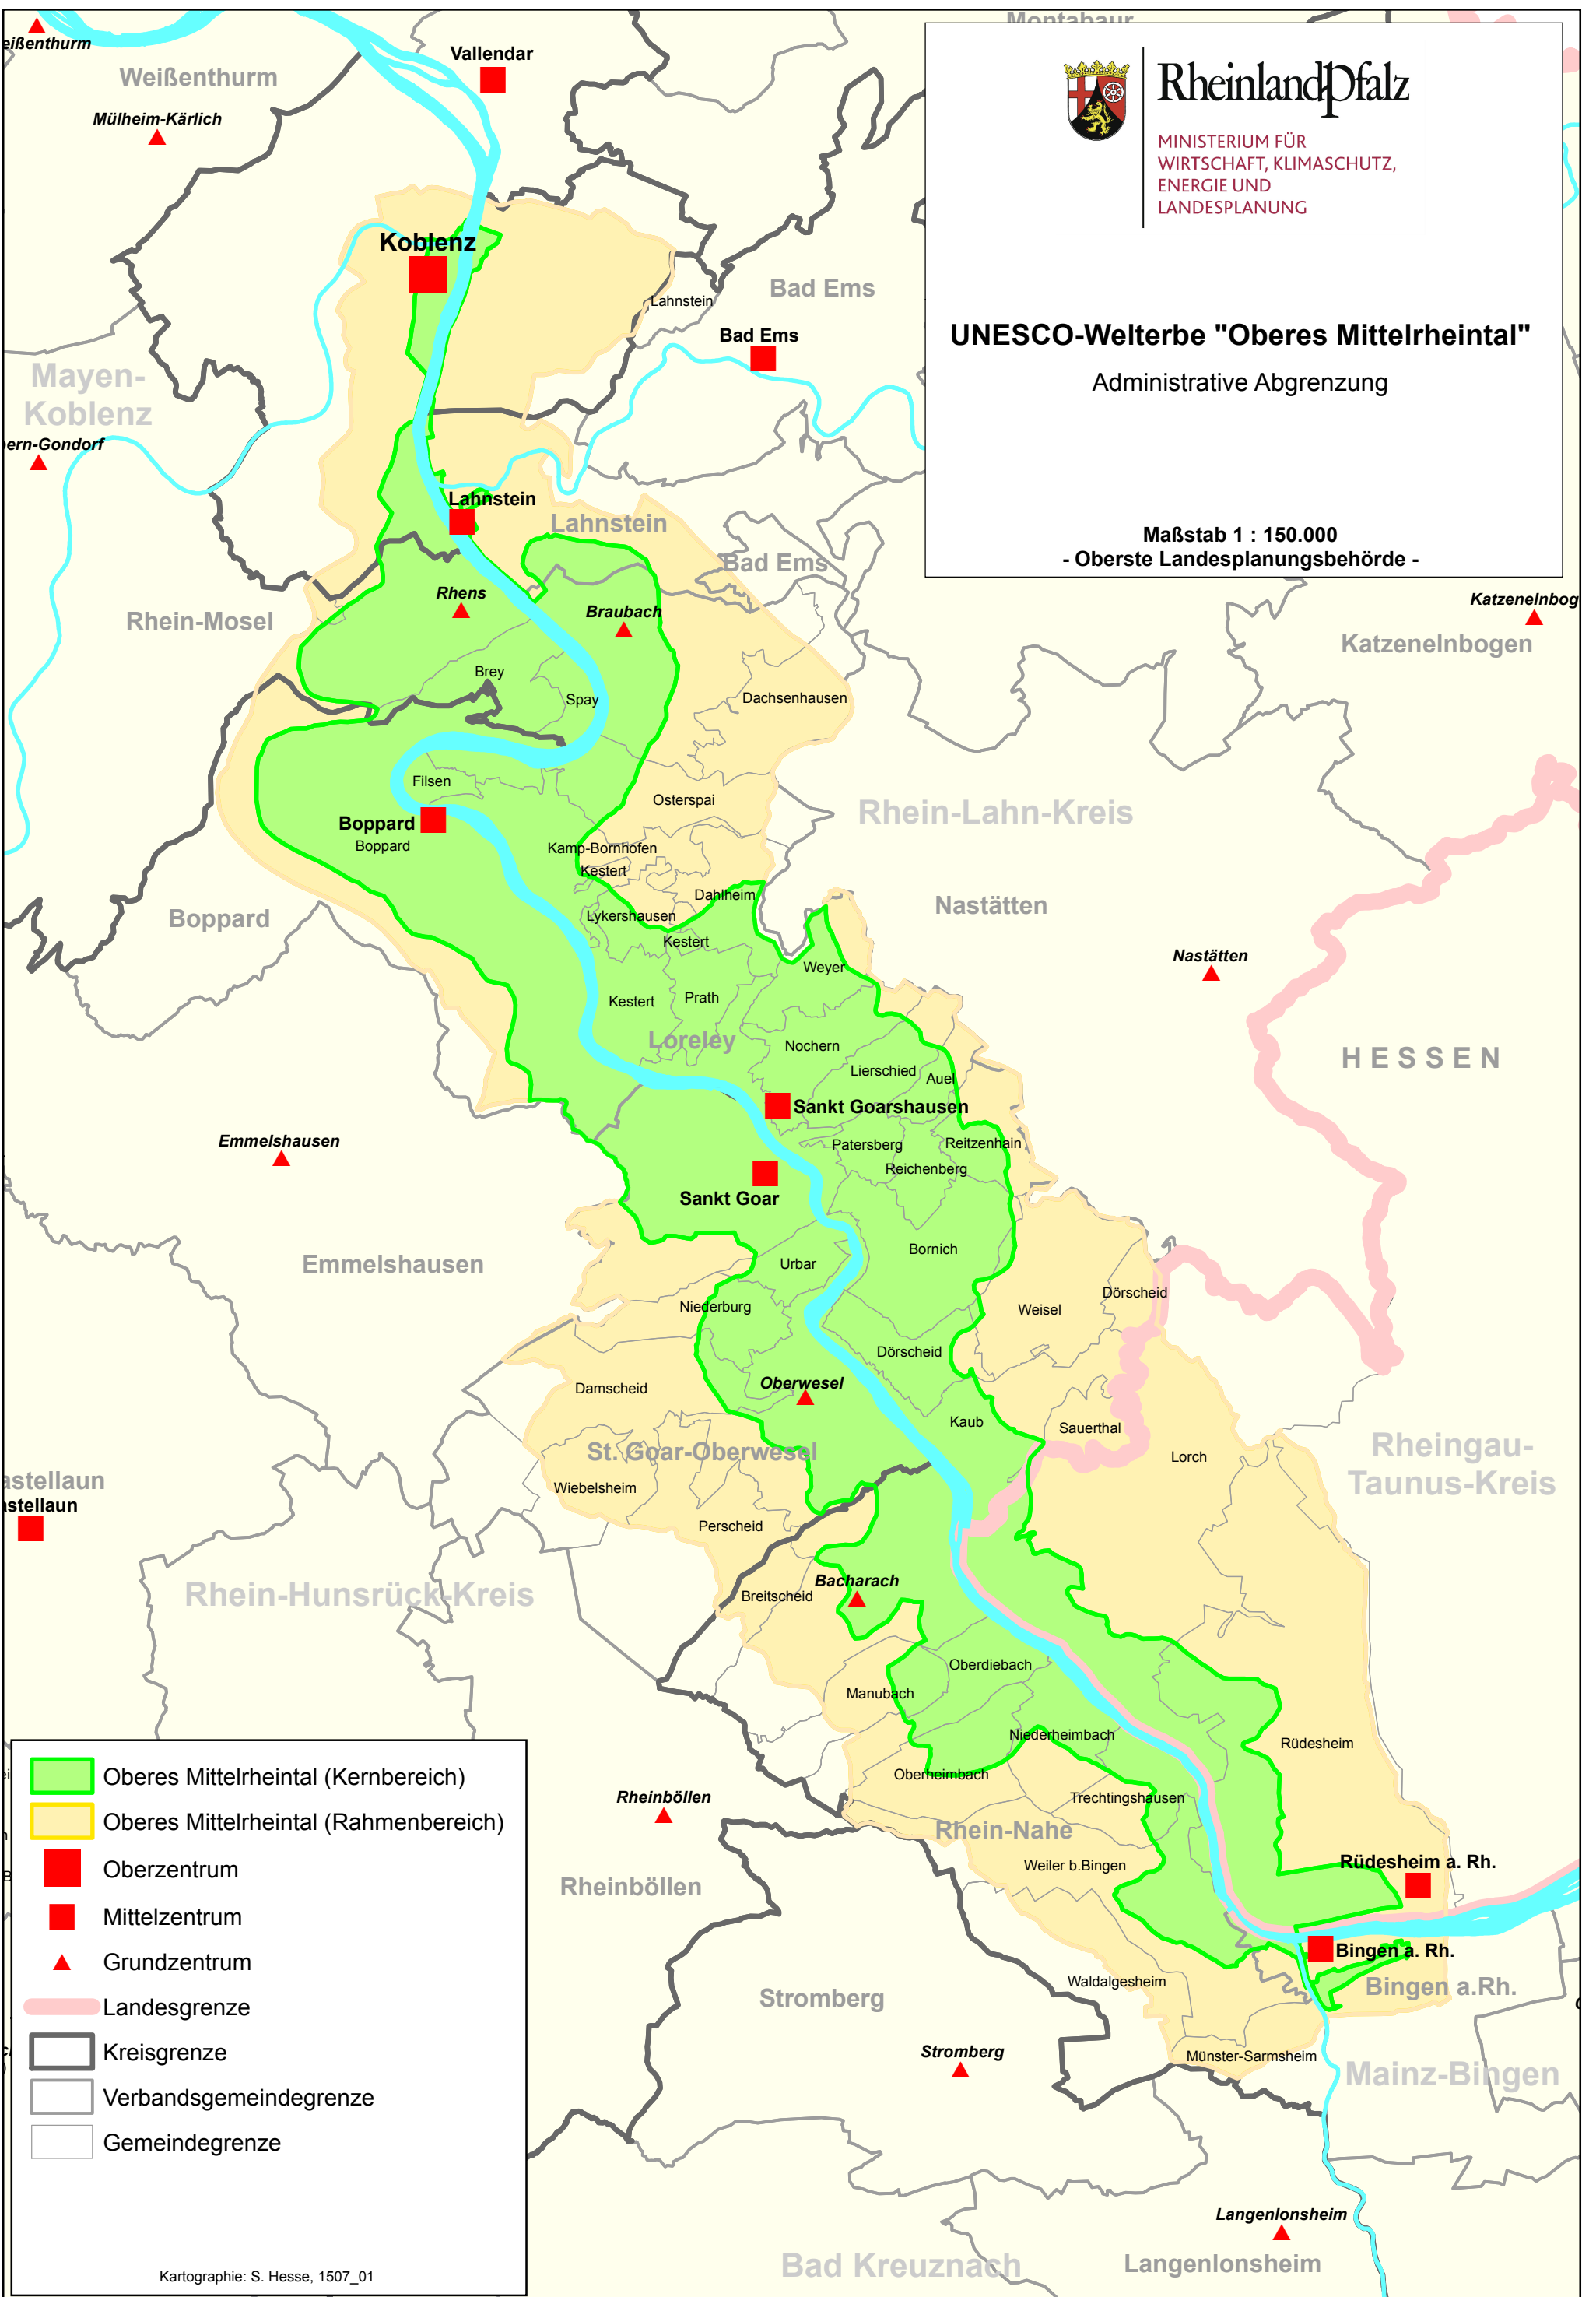 Montabaur
eißenthurm
Weißenthurm
Vallendar
Mülheim-Kärlich
RheinlandPfalz
MINISTERIUM FÜR
WIRTSCHAFT, KLIMASCHUTZ,
ENERGIE UND
LANDESPLANUNG
UNESCO-Welterbe "Oberes Mittelrheintal"
Administrative Abgrenzung
Maßstab 1 : 150.000
- Oberste Landesplanungsbehörde -
Koblenz
Lahnstein
Bad Ems
Bad Ems
Mayen-
Koblenz
ern-Gondorf
Lahnstein
Lahnstein
Bad Ems
Rhens
Braubach
Rhein-Mosel
Katzenelnbog
Katzenelnbogen
Brey
Spay
Dachsenhausen
Filsen
Osterspai
Rhein-Lahn-Kreis
Boppard
Boppard
Kamp-Bornhofen
Kestert
Dahlheim
Boppard
Lykershausen
Nastätten
Kestert
Weyer
Nastätten
Kestert
Prath
Loreley
Nochern
HESSEN
Lierschied
Auel
Sankt Goarshausen
Emmelshausen
Patersberg
Reitzenhain
Reichenberg
Sankt Goar
Bornich
Emmelshausen
Urbar
Dörscheid
Niederburg
Weisel
Dörscheid
Damscheid
Oberwesel
Kaub
Sauerthal
St. Goar-Oberwesel
Lorch
Rheingau-
Taunus-Kreis
astellaun
astellaun
Wiebelsheim
Perscheid
Rhein-Hunsrück-Kreis
Bacharach
Breitscheid
Oberdiebach
Manubach
Niederheimbach
Rüdesheim
Oberheimbach
Trechtingshausen
Rheinböllen
Rhein-Nahe
Weiler b.Bingen
Rüdesheim a. Rh.
Rheinböllen
Bingen a. Rh.
Waldalgesheim
Bingen a.Rh.
Stromberg
Stromberg
Münster-Sarmsheim
Mainz-Bingen
Langenlonsheim
Bad Kreuznach
Langenlonsheim
Oberes Mittelrheintal (Kernbereich)
Oberes Mittelrheintal (Rahmenbereich)
Oberzentrum
Mittelzentrum
Grundzentrum
Landesgrenze
Kreisgrenze
Verbandsgemeindegrenze
Gemeindegrenze
Kartographie: S. Hesse, 1507_01